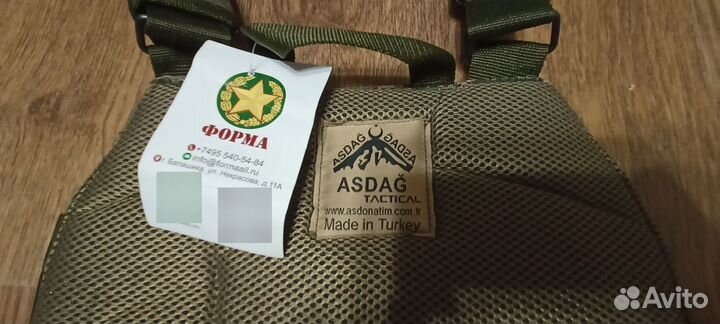 ФОРМА
+7495 540-54-84
info@formaall.ru
г. Балашиха, ул. Некрасова, д.11А
ASDAĞ ASDAĞ
ASDAĞ
TACTICAL
www.asdonatim.com.tr
Made in Turkey
Avito